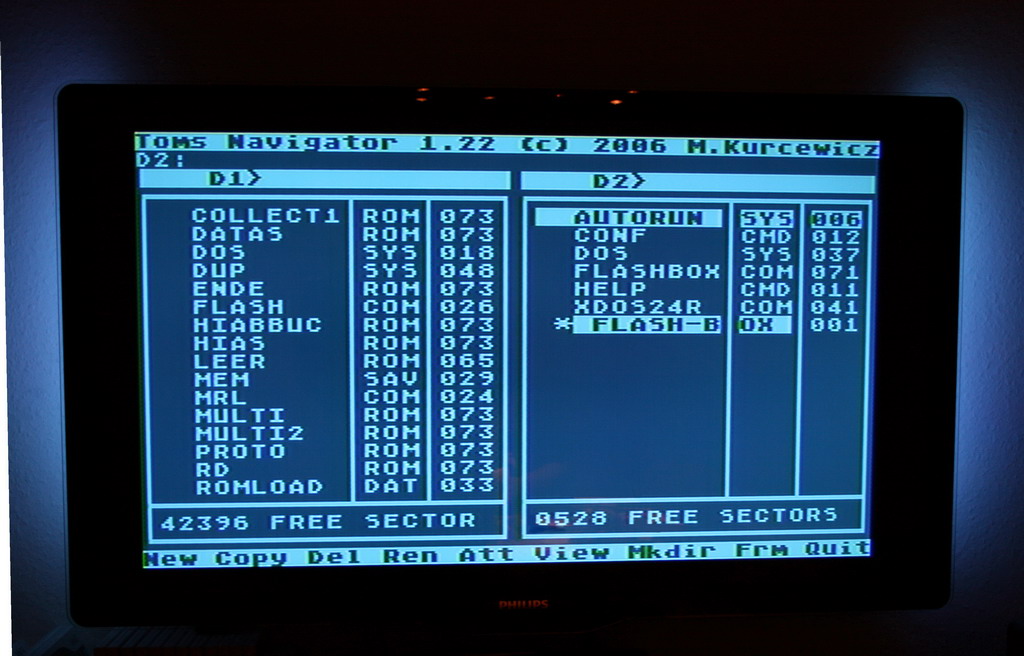 Toms Navigator 1.22 (c) 2006 M.Kurcewicz
D2:
D1> D2>
COLLECT1 ROM 073 AUTORUN SYS 006
DATAS ROM 073 CONF CMD 012
DOS SYS 018 DOS SYS 037
DUP SYS 048 FLASHBOX COM 071
ENDE ROM 073 HELP CMD 011
FLASH COM 026 XDOS24R COM 041
HIABBUC ROM 073 * FLASH-B OX 001
HIAS ROM 073
LEER ROM 065
MEM SAV 029
MRL COM 024
MULTI ROM 073
MULTI2 ROM 073
PROTO ROM 073
RD ROM 073
ROMLOAD DAT 033
42396 FREE SECTOR 0528 FREE SECTORS
New Copy Del Ren Att View Mkdir Frm Quit
PHILIPS